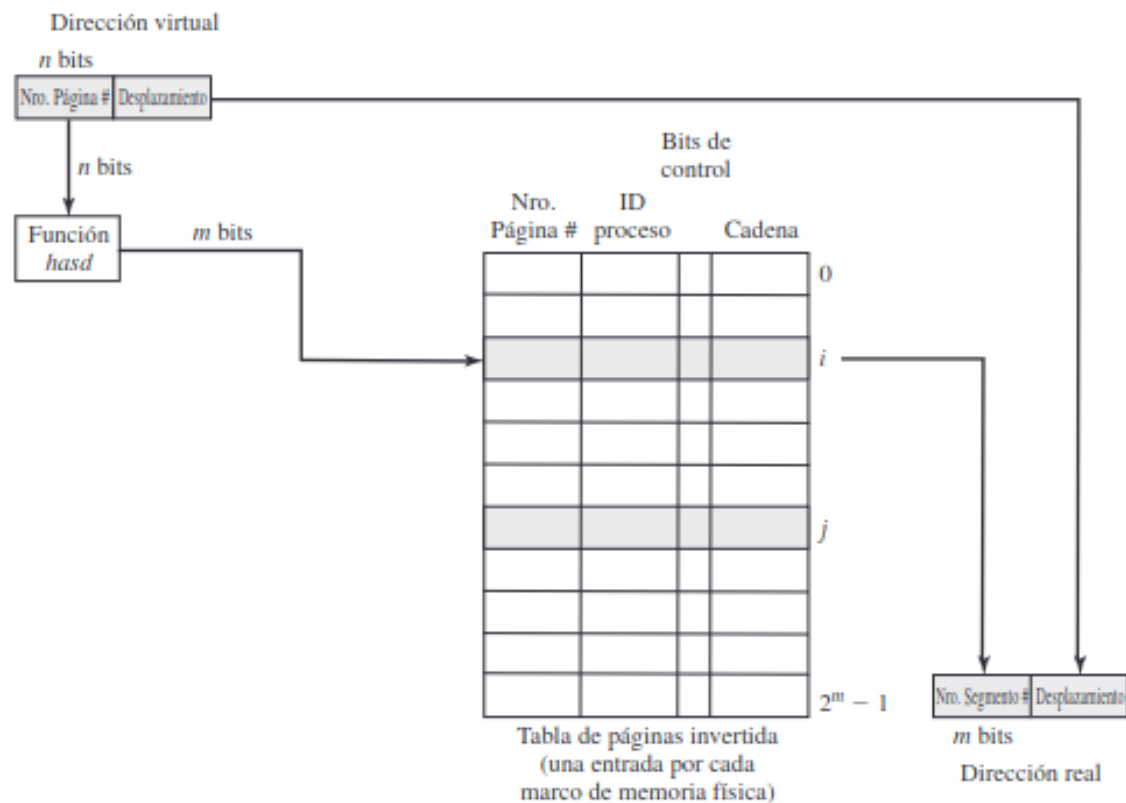 Dirección virtual
n bits
Nro. Página # Desplazamiento
n bits
Función
hasd
m bits
Bits de
control
Nro.
Página #
ID
proceso
Cadena
0
i
j
2^m − 1
Nro. Segmento # Desplazamiento
m bits
Dirección real
Tabla de páginas invertida
(una entrada por cada
marco de memoria física)